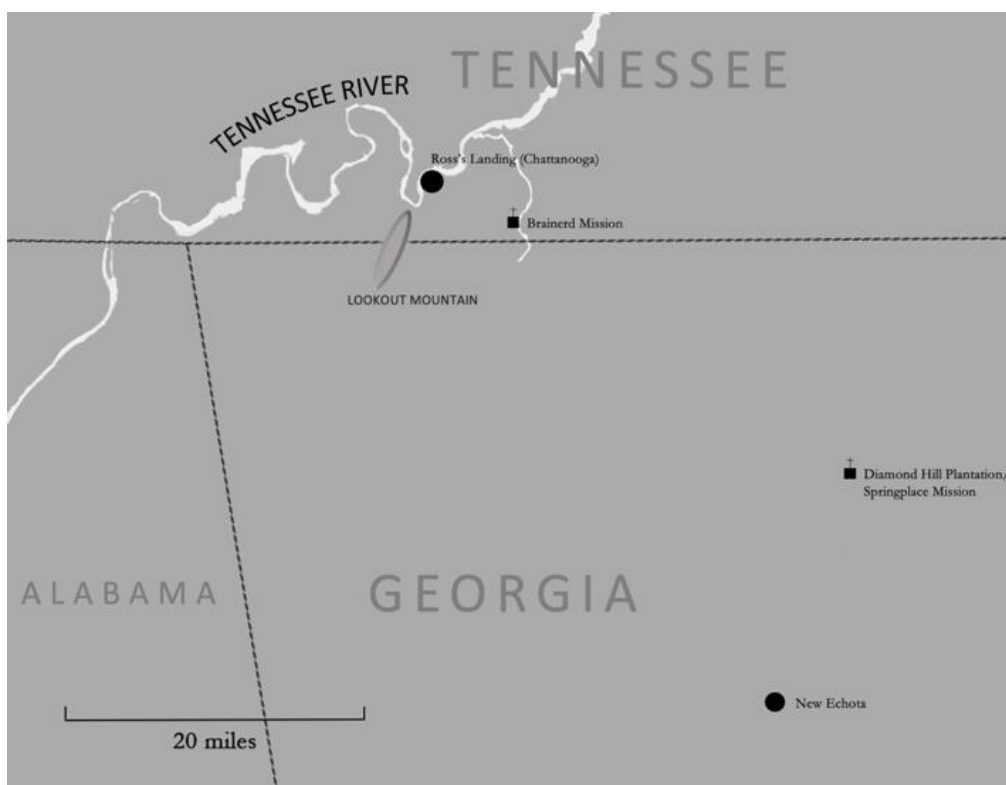 TENNESSEE
TENNESSEE RIVER
Ross's Landing (Chattanooga)
Brainerd Mission
LOOKOUT MOUNTAIN
Diamond Hill Plantation/
Springplace Mission
ALABAMA
GEORGIA
New Echota
20 miles